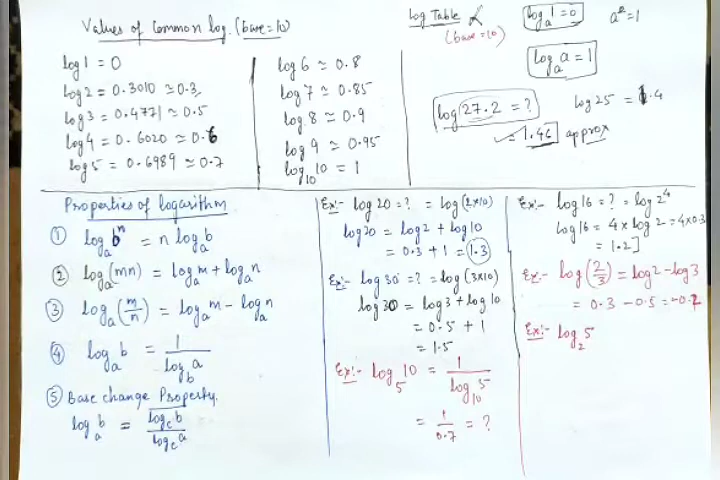 Values of Common log. (base=10)
log 1 = 0
log 2 = 0.3010 ≃ 0.3
log 3 = 0.4771 ≃ 0.5
log 4 = 0.6020 ≃ 0.6
log 5 = 0.6989 ≃ 0.7
log 6 ≃ 0.8
log 7 ≃ 0.85
log 8 ≃ 0.9
log 9 ≃ 0.95
log₁₀ 10 = 1
Log Table
(base=10)
logₐ 1 = 0
a⁰ = 1
logₐ a = 1
log 27.2 = ?
= 1.46 approx
log 25 = 1.4
Properties of logarithm
① logₐ bⁿ = n logₐ b
② logₐ (mn) = logₐ m + logₐ n
③ logₐ (m/n) = logₐ m − logₐ n
④ logₐ b = 1 / log_b a
⑤ Base change Property.
logₐ b = log_c b / log_c a
Ex:- log 20 = ? = log (2×10)
log 20 = log 2 + log 10
= 0.3 + 1 = 1.3
Ex:- log 30 = ? = log (3×10)
log 30 = log 3 + log 10
= 0.5 + 1
= 1.5
Ex:- log₅ 10 = 1 / log₁₀ 5
= 1/0.7 = ?
Ex:- log 16 = ? = log 2⁴
log 16 = 4 × log 2 = 4×0.3
= 1.2]
Ex:- log (2/3) = log 2 − log 3
= 0.3 − 0.5 = −0.2
Ex:- log₂ 5